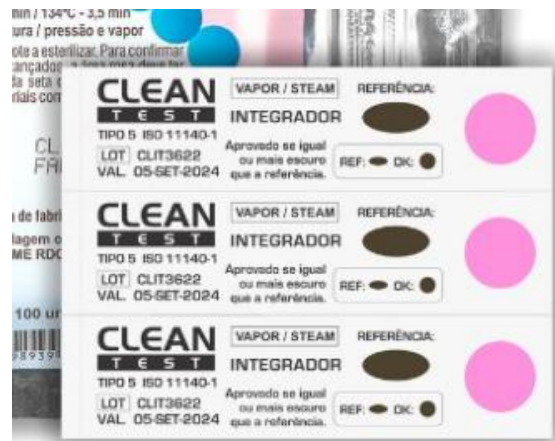 min / 134°C - 3,5 min
tura / pressão e vapor
ote a esterilizar. Para confirmar
a de
100 un
CLEAN
TEST
TIPO 5 ISO 11140-1
LOT CLIT3622
VAL. 05-SET-2024
VAPOR / STEAM
INTEGRADOR
Aprovado se igual
ou mais escuro
que a referência.
REFERÊNCIA:
REF: OK:
CLEAN
TEST
TIPO 5 ISO 11140-1
LOT CLIT3622
VAL. 05-SET-2024
VAPOR / STEAM
INTEGRADOR
Aprovado se igual
ou mais escuro
que a referência.
REFERÊNCIA:
REF: OK:
CLEAN
TEST
TIPO 5 ISO 11140-1
LOT CLIT3622
VAL. 05-SET-2024
VAPOR / STEAM
INTEGRADOR
Aprovado se igual
ou mais escuro
que a referência.
REFERÊNCIA:
REF: OK: